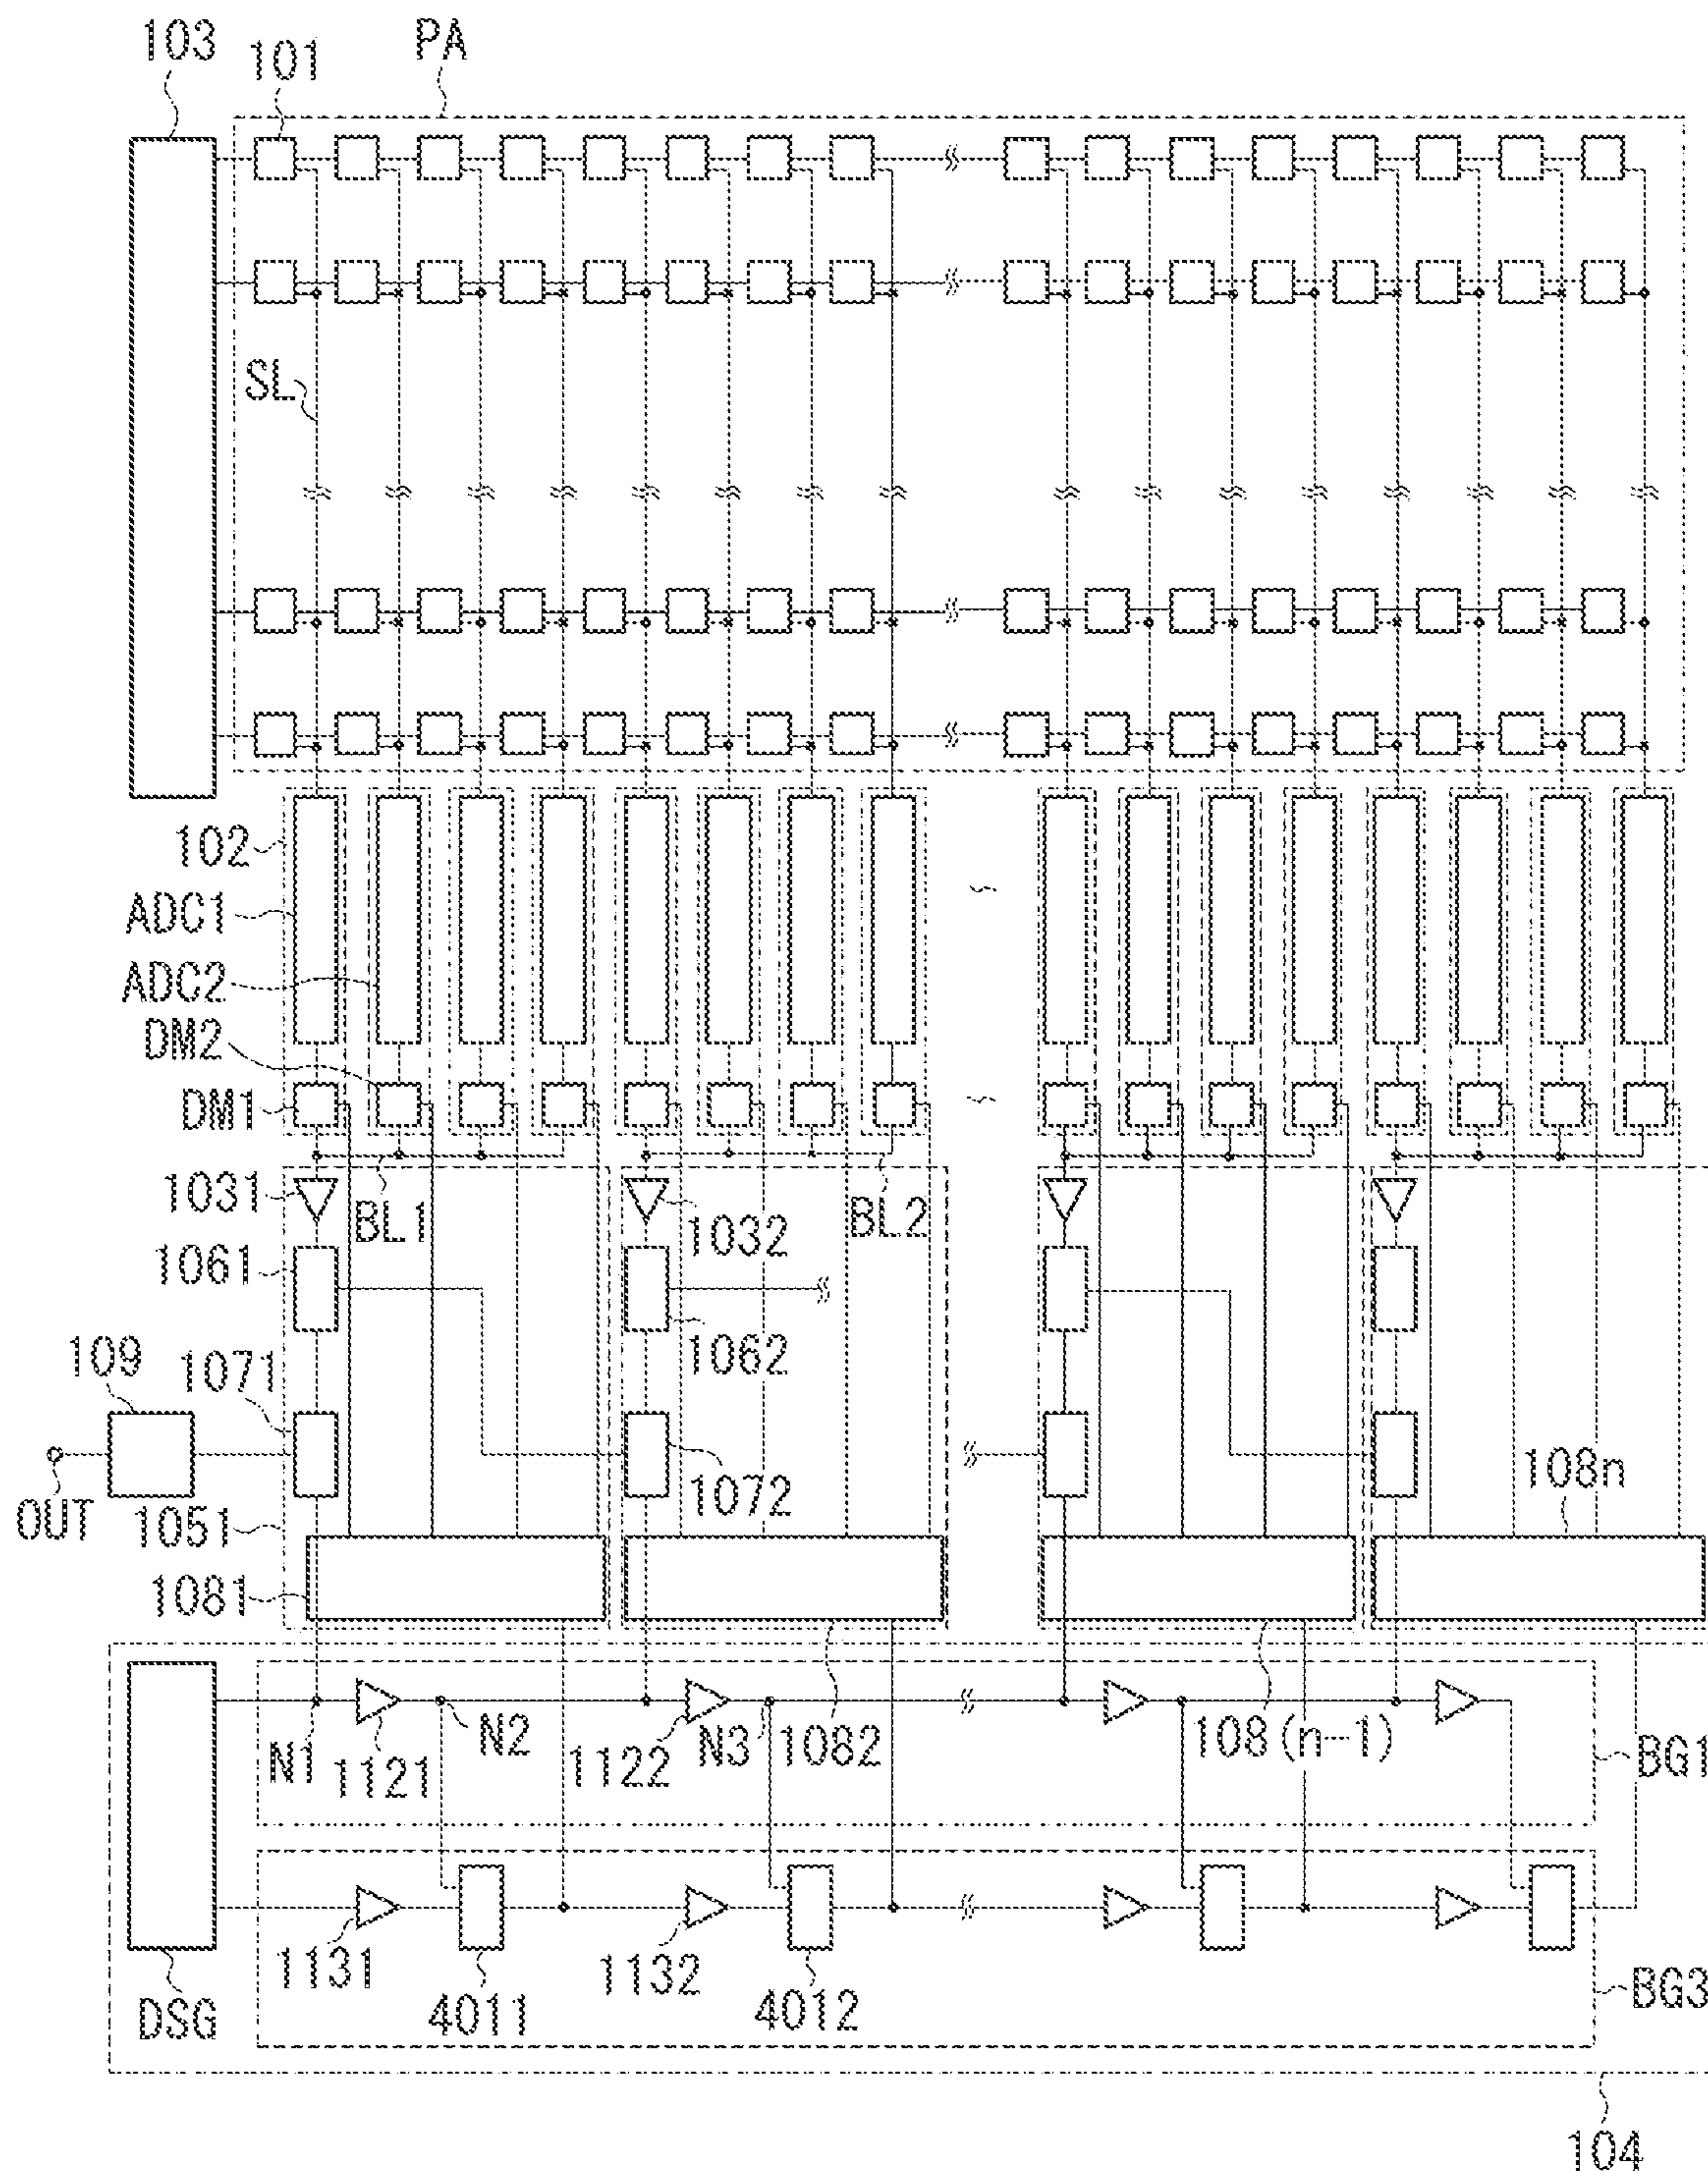 103
101
PA
SL
102
ADC1
ADC2
DM2
DM1
1031
BL1
1032
BL2
1061
1062
109
1071
1072
108n
OUT
1051
1081
N1
1121
N2
1122
N3
1082
108(n-1)
BG1
1131
4011
1132
4012
BG3
DSG
104